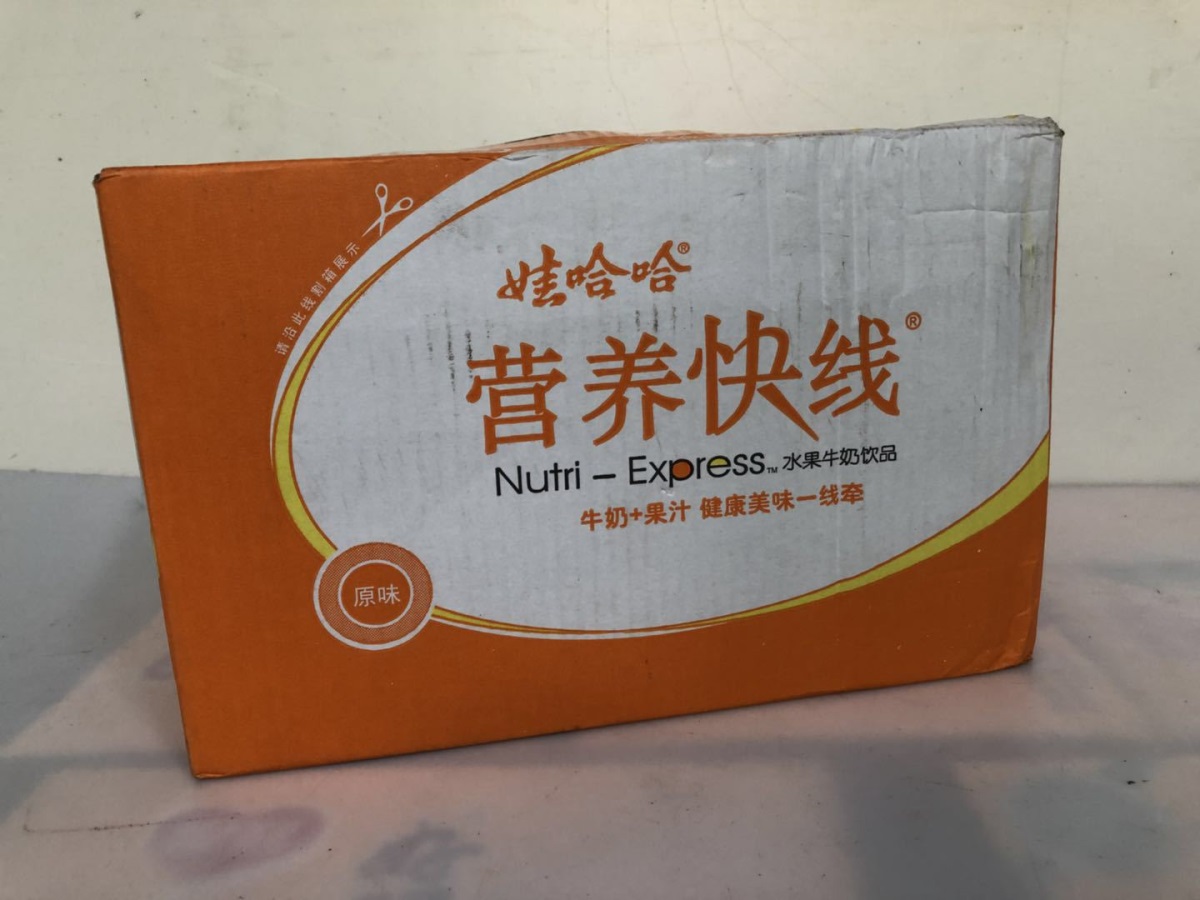 请沿此线割箱展示
娃哈哈®
营养快线®
Nutri - Express™ 水果牛奶饮品
牛奶+果汁 健康美味一线牵
原味